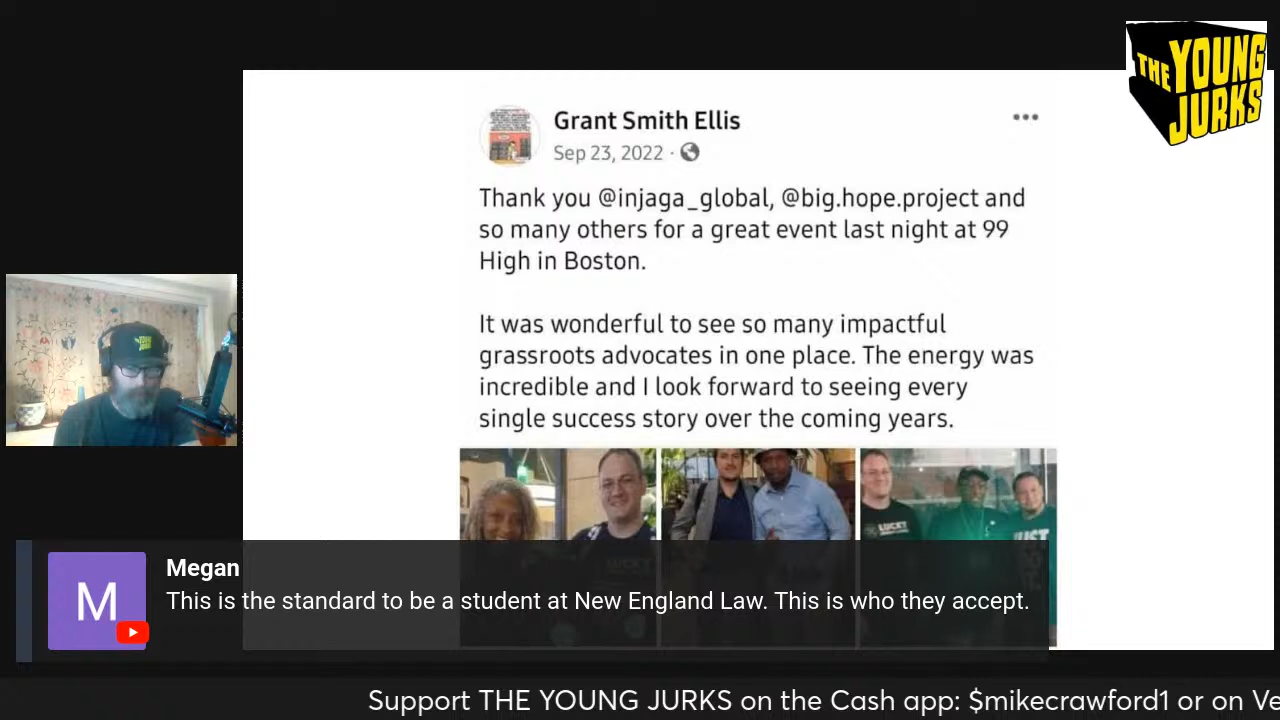 THE YOUNG JURKS
Grant Smith Ellis
Sep 23, 2022 ·
Thank you @injaga_global, @big.hope.project and
so many others for a great event last night at 99
High in Boston.
It was wonderful to see so many impactful
grassroots advocates in one place. The energy was
incredible and I look forward to seeing every
single success story over the coming years.
LUCKY
JUST
M
Megan
This is the standard to be a student at New England Law. This is who they accept.
Support THE YOUNG JURKS on the Cash app: $mikecrawford1 or on Ve